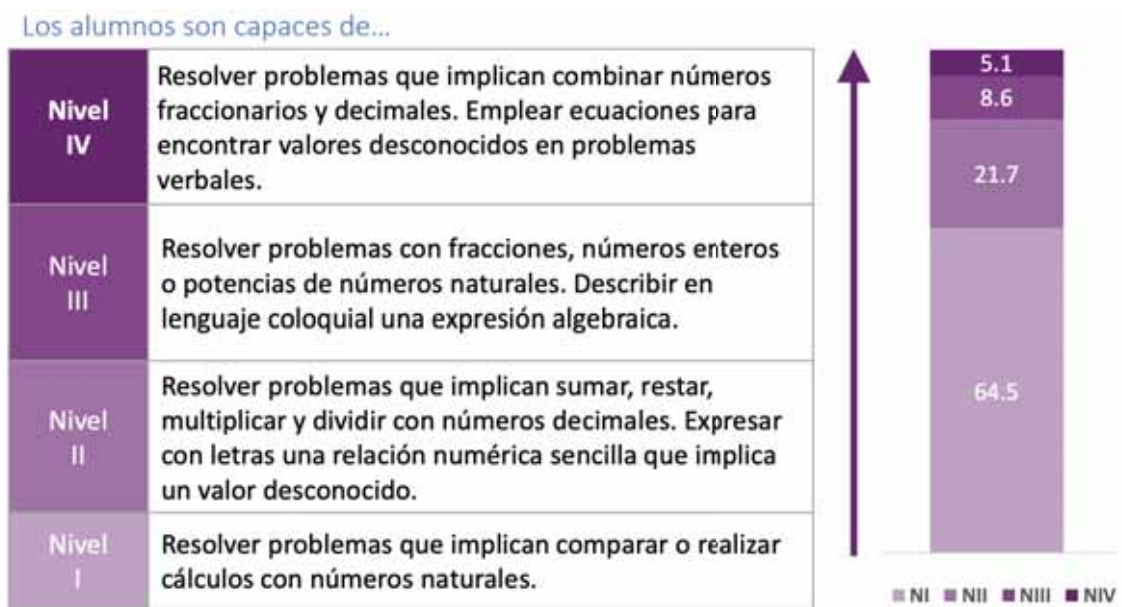 Los alumnos son capaces de...
Nivel
IV
Resolver problemas que implican combinar números
fraccionarios y decimales. Emplear ecuaciones para
encontrar valores desconocidos en problemas
verbales.
Nivel
III
Resolver problemas con fracciones, números enteros
o potencias de números naturales. Describir en
lenguaje coloquial una expresión algebraica.
Nivel
II
Resolver problemas que implican sumar, restar,
multiplicar y dividir con números decimales. Expresar
con letras una relación numérica sencilla que implica
un valor desconocido.
Nivel
I
Resolver problemas que implican comparar o realizar
cálculos con números naturales.
5.1
8.6
21.7
64.5
NI NII NIII NIV